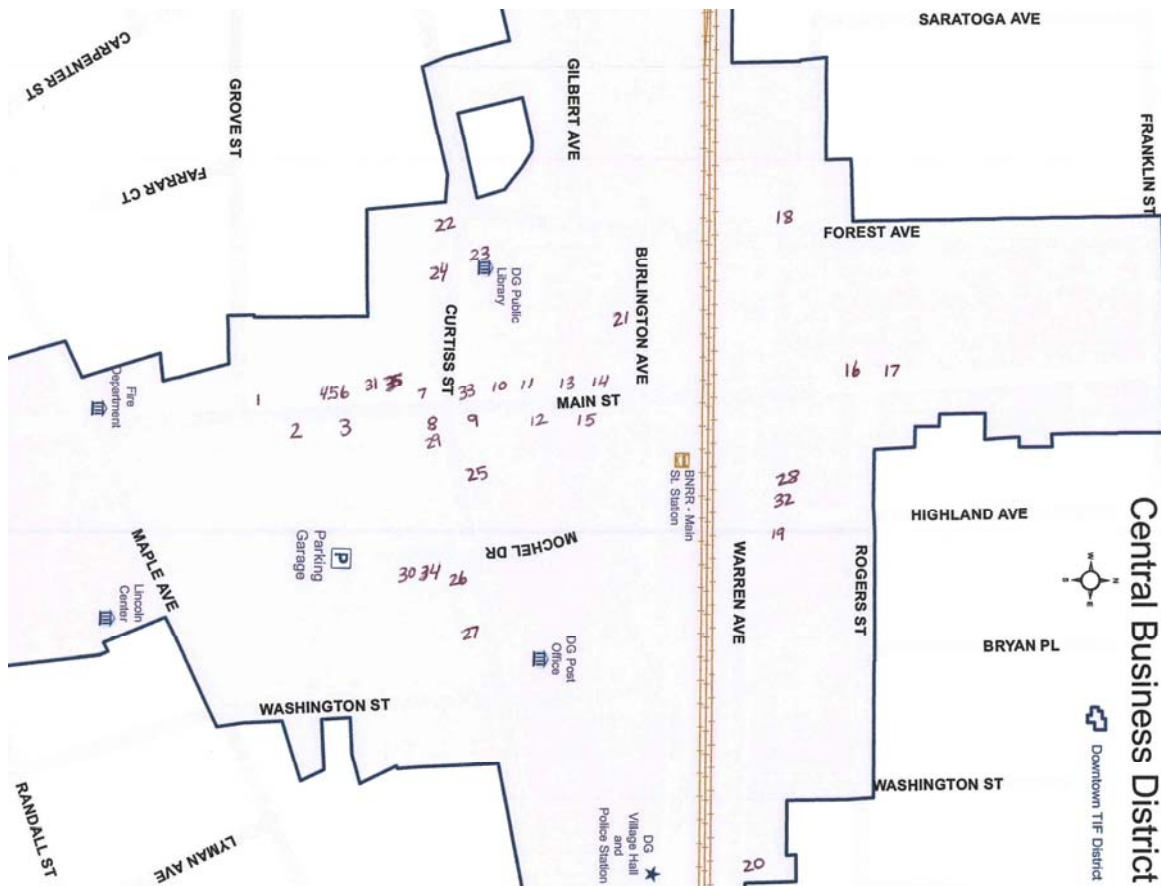 Central Business District
Downtown TIF District
N
W
E
S
CARPENTER ST
FARRAR CT
GROVE ST
GILBERT AVE
SARATOGA AVE
FRANKLIN ST
FOREST AVE
BURLINGTON AVE
CURTISS ST
MAIN ST
DG Public
Library
Fire
Department
BNRR - Main
St. Station
HIGHLAND AVE
MOCHEL DR
WARREN AVE
ROGERS ST
BRYAN PL
P
Parking
Garage
MAPLE AVE
Lincoln
Center
DG Post
Office
WASHINGTON ST
WASHINGTON ST
DG
Village Hall
and
Police Station
RANDALL ST
LYMAN AVE
18
22
23
24
21
16 17
1
456
31
7
33
10
11
13
14
2
3
8
9
12
15
29
25
28
32
19
30 34 26
27
20